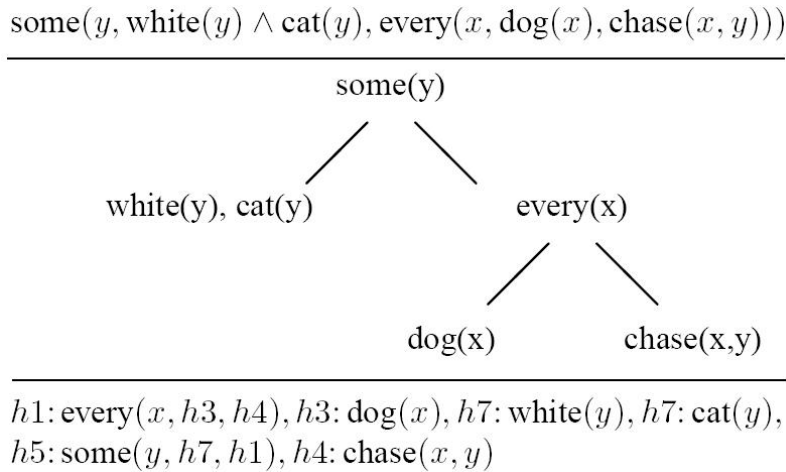 some(y, white(y) ∧ cat(y), every(x, dog(x), chase(x, y)))
some(y)
white(y), cat(y)
every(x)
dog(x)
chase(x,y)
h1: every(x, h3, h4), h3: dog(x), h7: white(y), h7: cat(y),
h5: some(y, h7, h1), h4: chase(x, y)